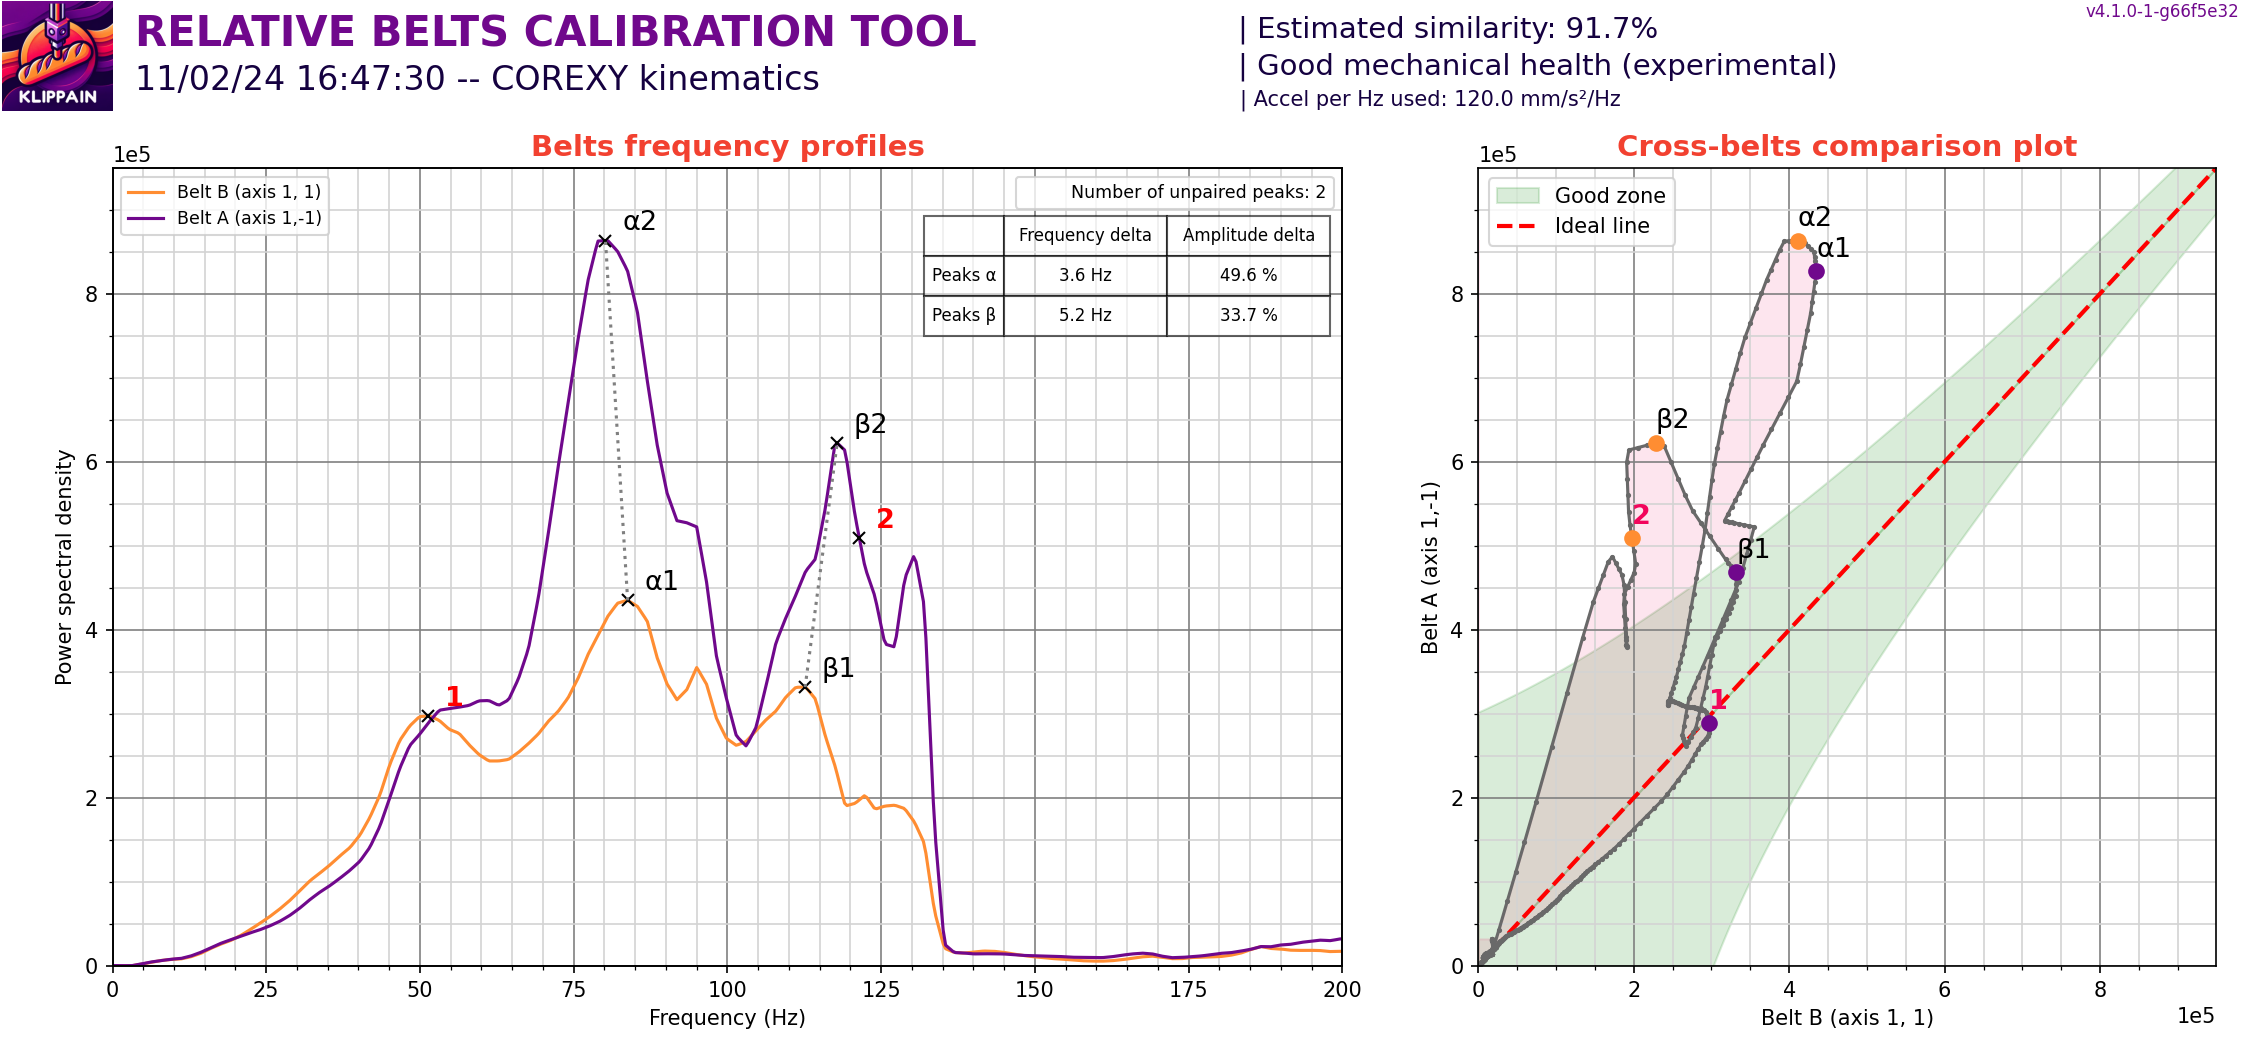 KLIPPAIN
RELATIVE BELTS CALIBRATION TOOL
11/02/24 16:47:30 -- COREXY kinematics
| Estimated similarity: 91.7%
| Good mechanical health (experimental)
| Accel per Hz used: 120.0 mm/s²/Hz
v4.1.0-1-g66f5e32
Belts frequency profiles
1e5
Belt B (axis 1, 1)
Belt A (axis 1,-1)
Number of unpaired peaks: 2
Frequency delta Amplitude delta
Peaks α 3.6 Hz 49.6 %
Peaks β 5.2 Hz 33.7 %
α2
α1
β2
2
β1
1
8
6
4
2
0
Power spectral density
0 25 50 75 100 125 150 175 200
Frequency (Hz)
Cross-belts comparison plot
1e5
Good zone
Ideal line
α2
α1
β2
2
β1
1
8
6
4
2
0
Belt A (axis 1,-1)
0 2 4 6 8
Belt B (axis 1, 1)
1e5